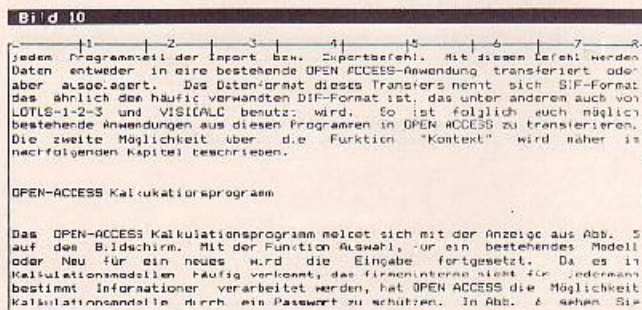 Bild 10
jedem Programmteil der Import bzw. Exportbefehl. Mit diesem Befehl werden
Daten entweder in eine bestehende OPEN ACCESS-Anwendung transferiert oder
aber ausgelagert. Das Datenformat dieses Transfers nennt sich SIF-Format
das ähnlich dem häufig verwandten DIF-Format ist, das unter anderem auch von
LOTUS-1-2-3 und VISICALC benutzt wird. So ist folglich auch möglich
bestehende Anwendungen aus diesen Programmen in OPEN ACCESS zu transferieren.
Die zweite Möglichkeit über die Funktion "Kontext" wird näher im
nachfolgenden Kapitel beschrieben.
OPEN-ACCESS Kalkukationsprogramm
Das OPEN-ACCESS Kalkulationsprogramm meldet sich mit der Anzeige aus Abb. 5
auf dem Bildschirm. Mit der Funktion Auswahl, für ein bestehendes Modell
oder Neu für ein neues wird die Eingabe fortgesetzt. Da es in
Kalkulationsmodellen häufig vorkommt, das firmeninterne nicht für jedermann
bestimmt Informationen verarbeitet werden, hat OPEN ACCESS die Möglichkeit
Kalkulationsmodelle durch ein Passwort zu schützen. In Abb. 6 sehen Sie